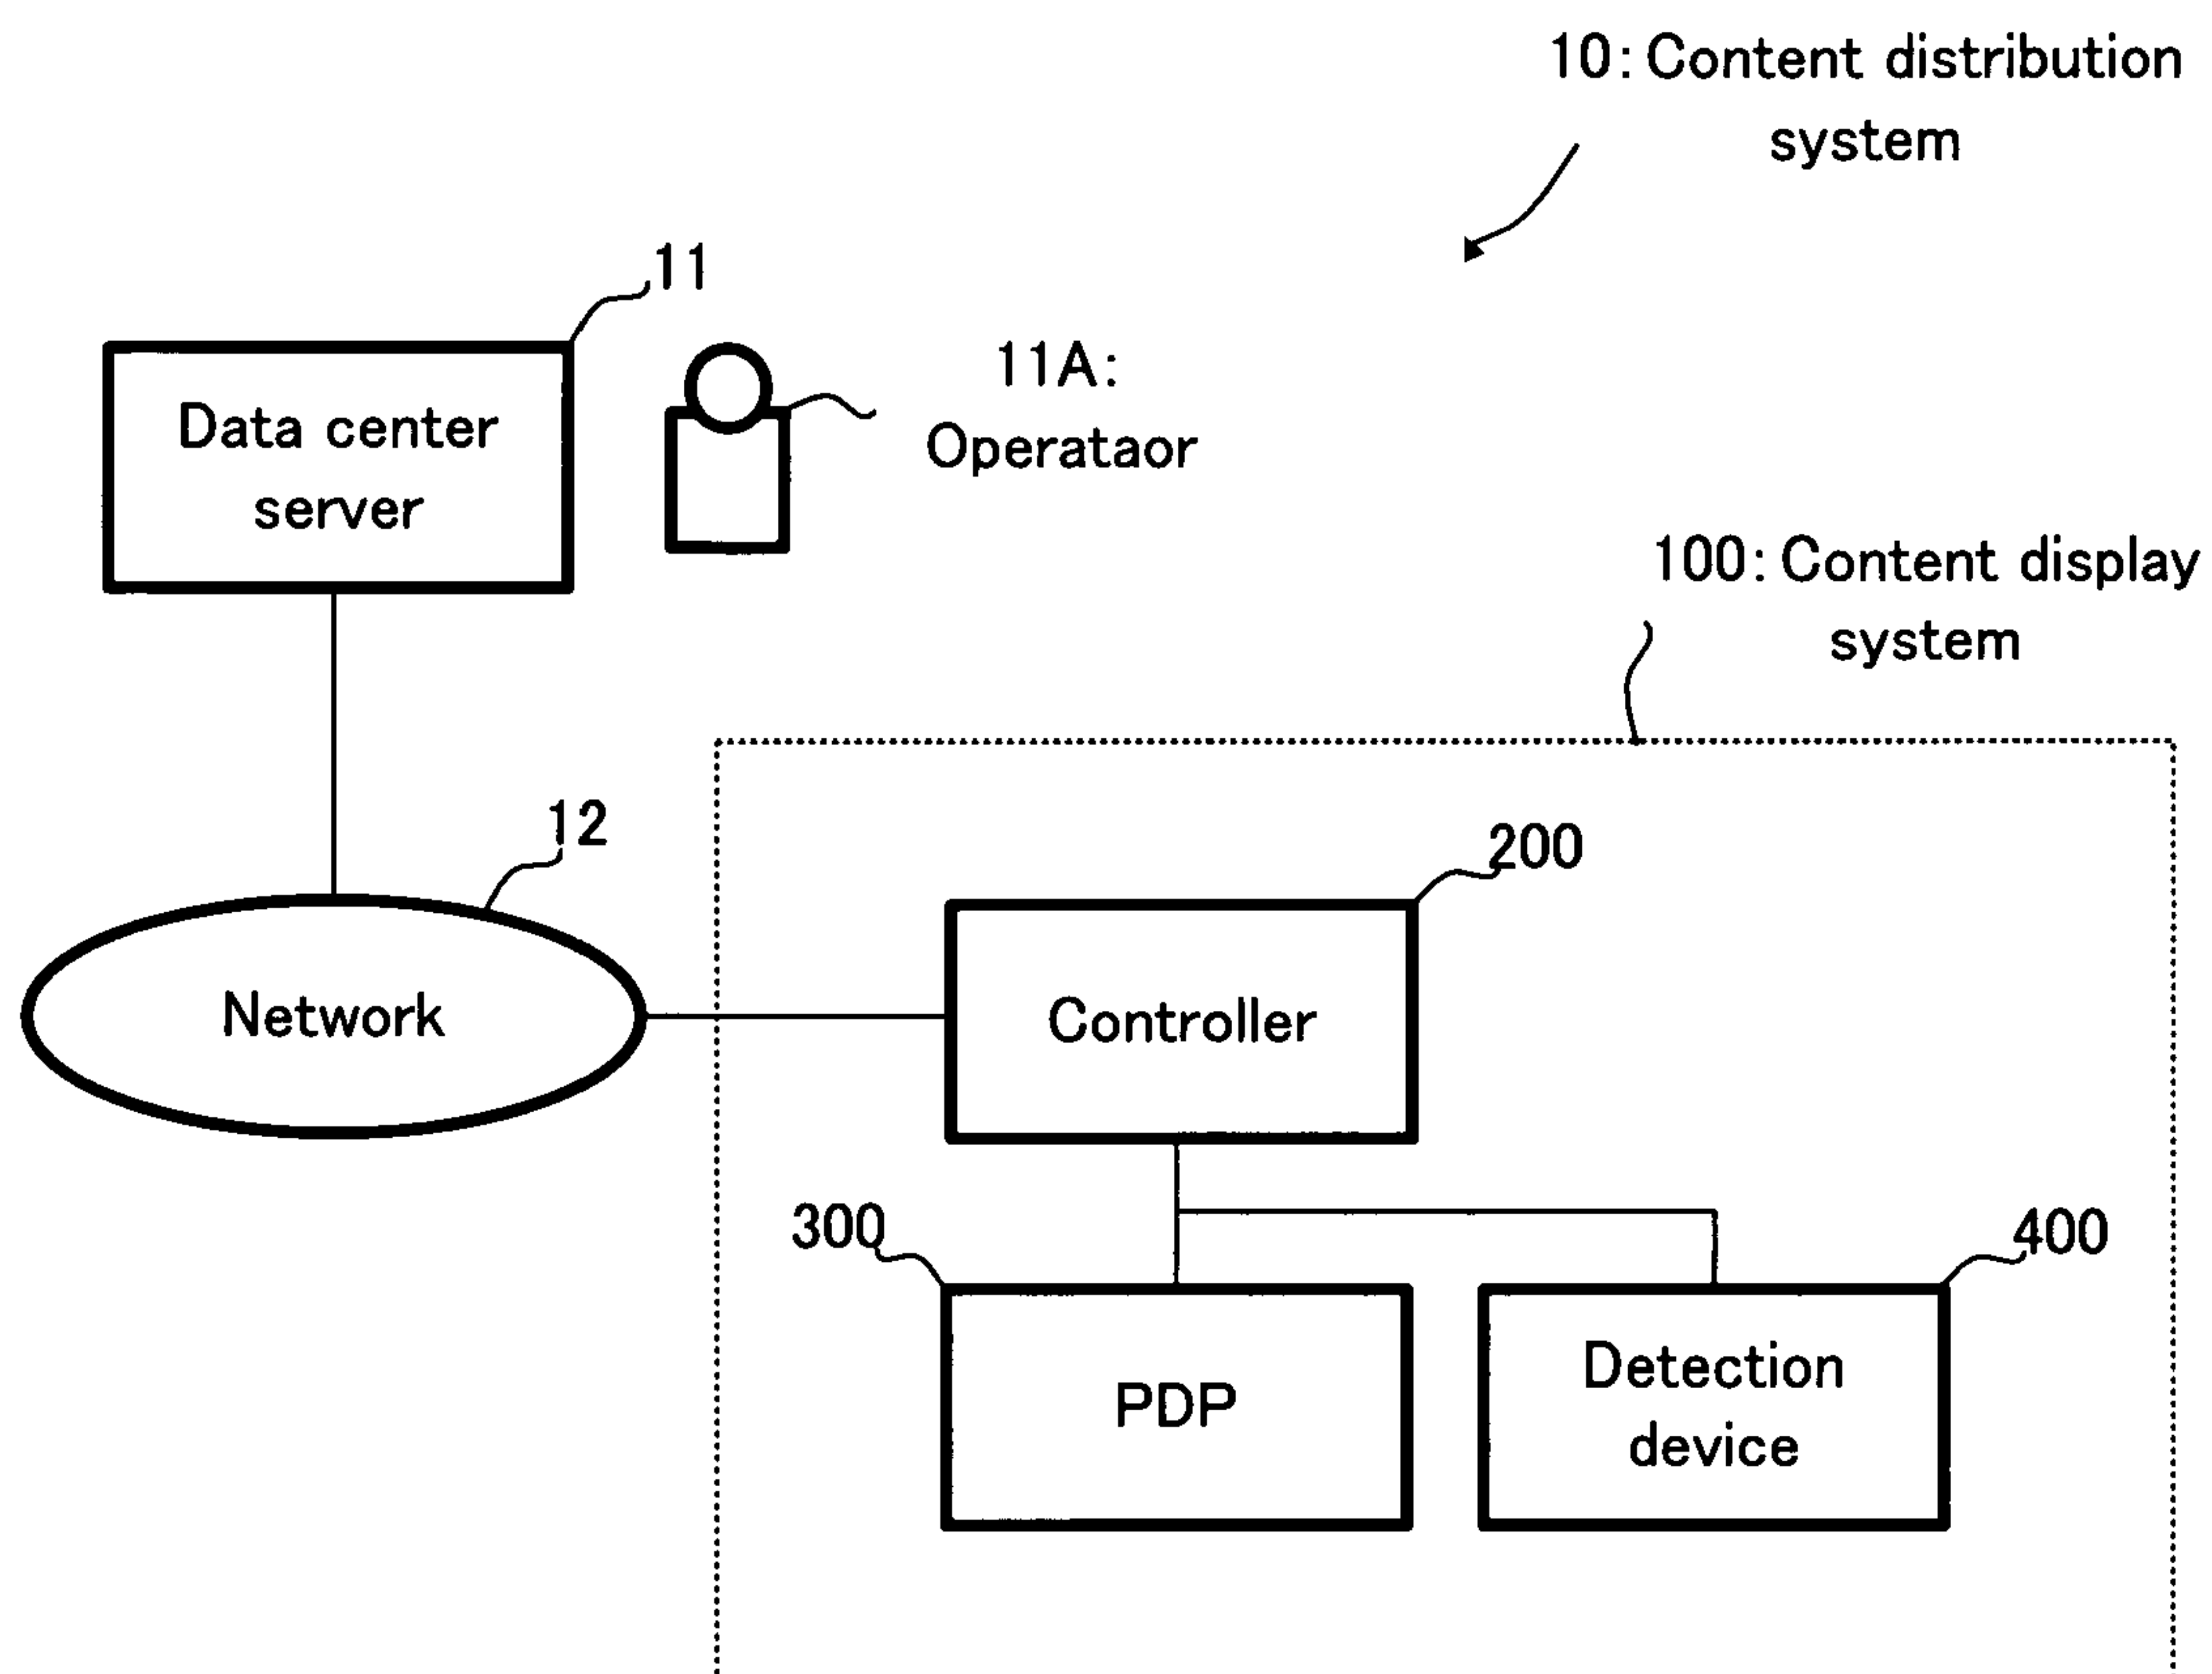 10: Content distribution
system
11
Data center
server
11A:
Operataor
100: Content display
system
12
Network
200
Controller
300
PDP
400
Detection
device